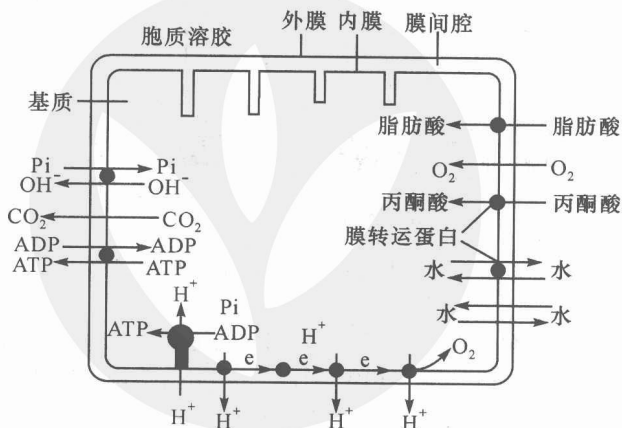 胞质溶胶
外膜 内膜 膜间腔
基质
脂肪酸 脂肪酸
Pi Pi
OH⁻ OH⁻
O₂ O₂
CO₂ CO₂
丙酮酸 丙酮酸
膜转运蛋白
ADP ADP
ATP ATP
水 水
水 水
H⁺ Pi
ATP ADP
H⁺
e e e O₂
H⁺ H⁺ H⁺ H⁺